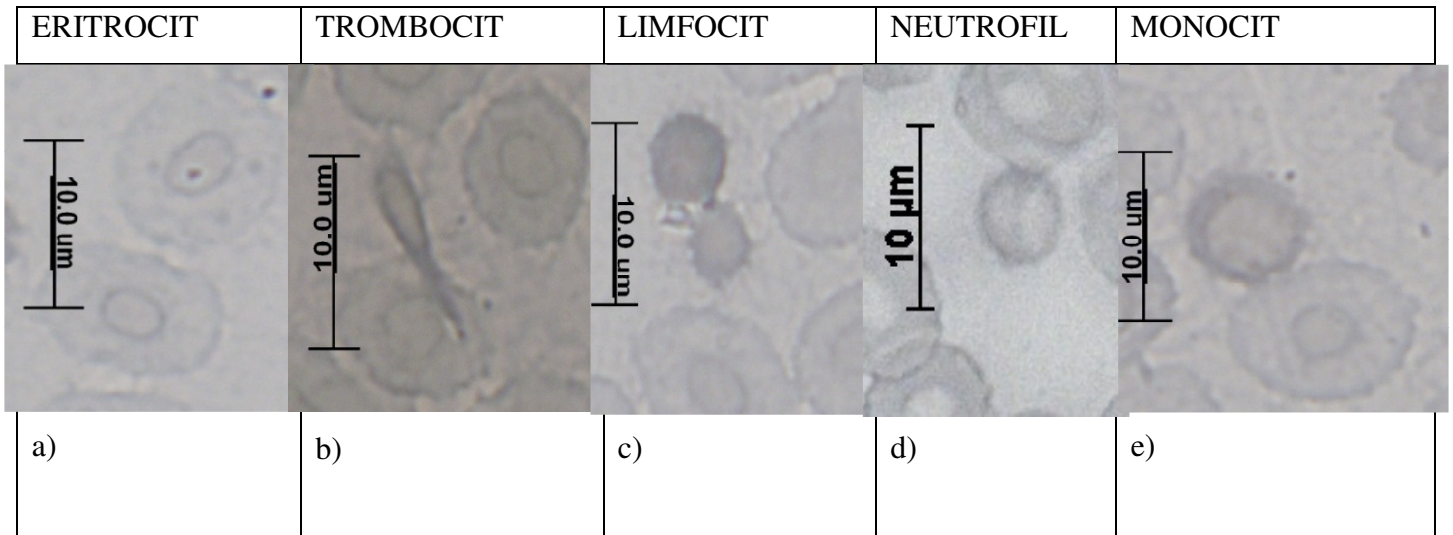 ERITROCIT TROMBOCIT LIMFOCIT NEUTROFIL MONOCIT
10.0 um 10.0 um 10.0 um 10 µm 10.0 um
a) b) c) d) e)